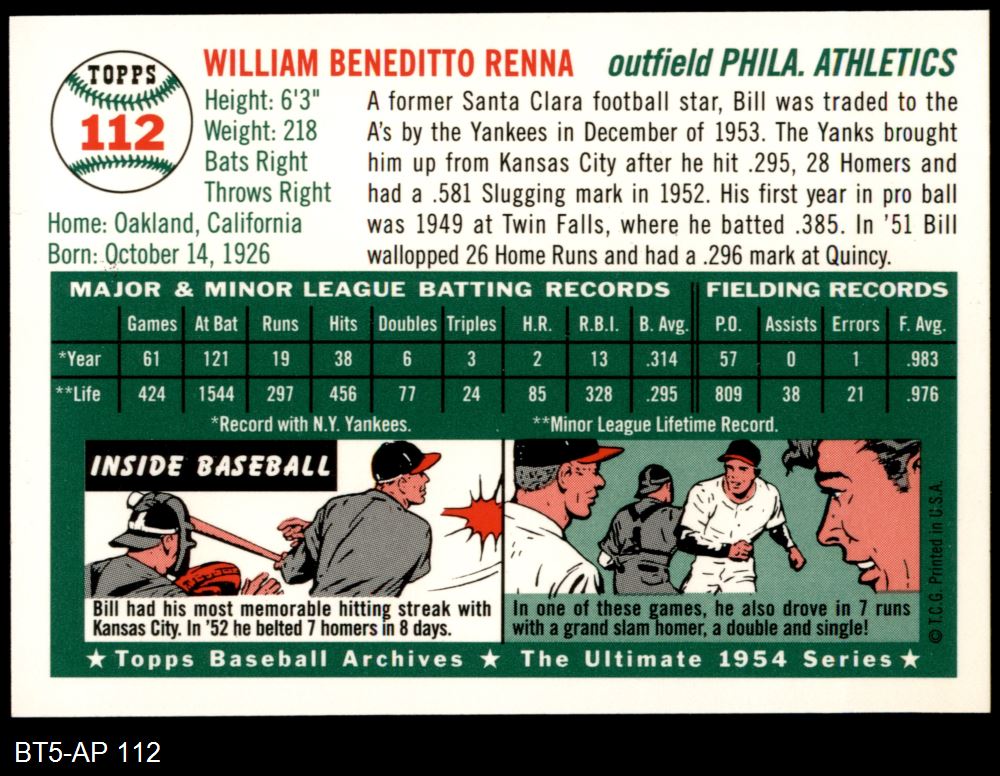 TOPPS
112
WILLIAM BENEDITTO RENNA
outfield PHILA. ATHLETICS
Height: 6'3"
Weight: 218
Bats Right
Throws Right
Home: Oakland, California
Born: October 14, 1926
A former Santa Clara football star, Bill was traded to the
A's by the Yankees in December of 1953. The Yanks brought
him up from Kansas City after he hit .295, 28 Homers and
had a .581 Slugging mark in 1952. His first year in pro ball
was 1949 at Twin Falls, where he batted .385. In '51 Bill
walloped 26 Home Runs and had a .296 mark at Quincy.
MAJOR & MINOR LEAGUE BATTING RECORDS FIELDING RECORDS
Games At Bat Runs Hits Doubles Triples H.R. R.B.I. B. Avg. P.O. Assists Errors F. Avg.
*Year 61 121 19 38 6 3 2 13 .314 57 0 1 .983
**Life 424 1544 297 456 77 24 85 328 .295 809 38 21 .976
*Record with N.Y. Yankees. **Minor League Lifetime Record.
INSIDE BASEBALL
Bill had his most memorable hitting streak with
Kansas City. In '52 he belted 7 homers in 8 days.
In one of these games, he also drove in 7 runs
with a grand slam homer, a double and single!
© T.C.G. Printed in U.S.A.
★ Topps Baseball Archives ★ The Ultimate 1954 Series ★
BT5-AP 112